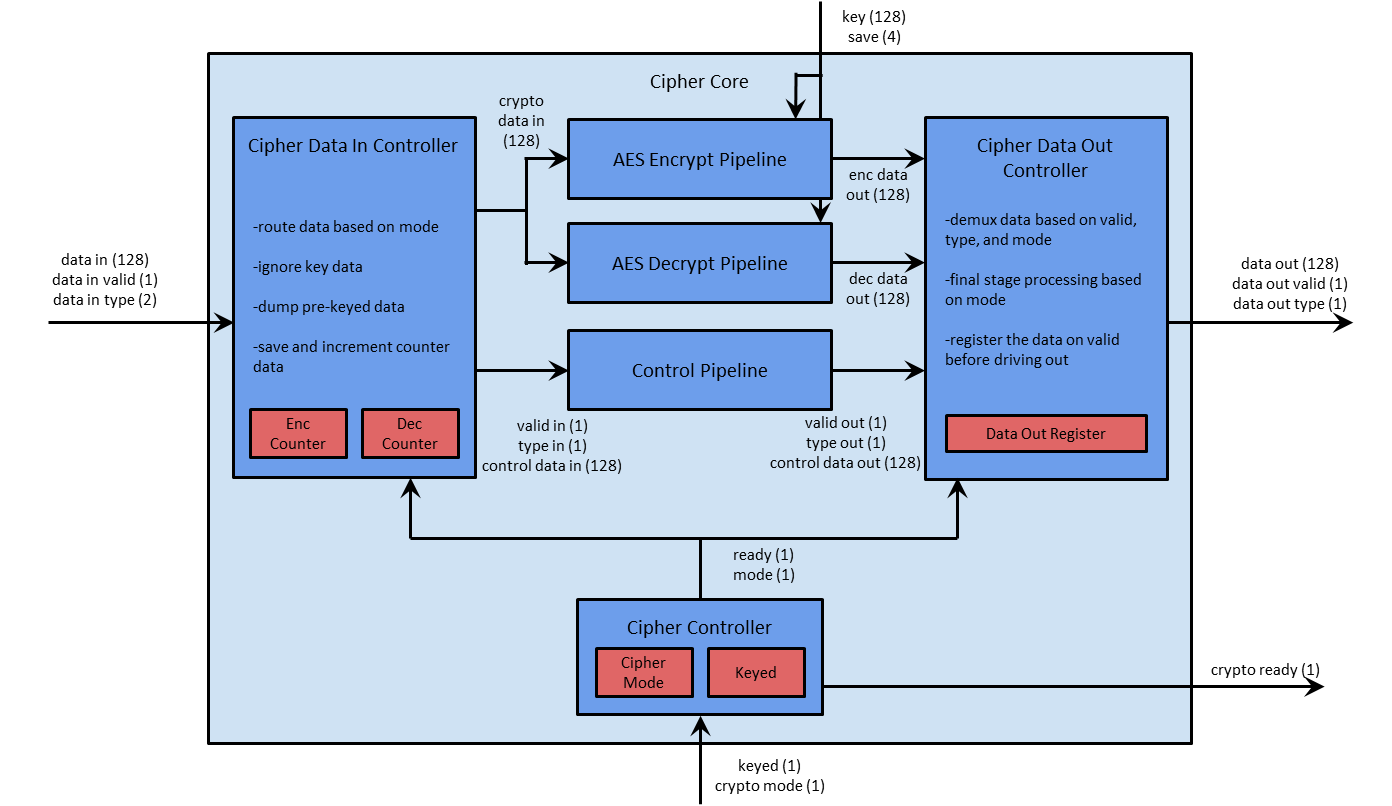 key (128)
save (4)
Cipher Core
Cipher Data In Controller
-route data based on mode
-ignore key data
-dump pre-keyed data
-save and increment counter
data
Enc
Counter
Dec
Counter
data in (128)
data in valid (1)
data in type (2)
crypto
data in
(128)
AES Encrypt Pipeline
AES Decrypt Pipeline
Control Pipeline
enc data
out (128)
dec data
out (128)
valid in (1)
type in (1)
control data in (128)
valid out (1)
type out (1)
control data out (128)
Cipher Data Out
Controller
-demux data based on valid,
type, and mode
-final stage processing based
on mode
-register the data on valid
before driving out
Data Out Register
data out (128)
data out valid (1)
data out type (1)
ready (1)
mode (1)
Cipher Controller
Cipher
Mode
Keyed
crypto ready (1)
keyed (1)
crypto mode (1)